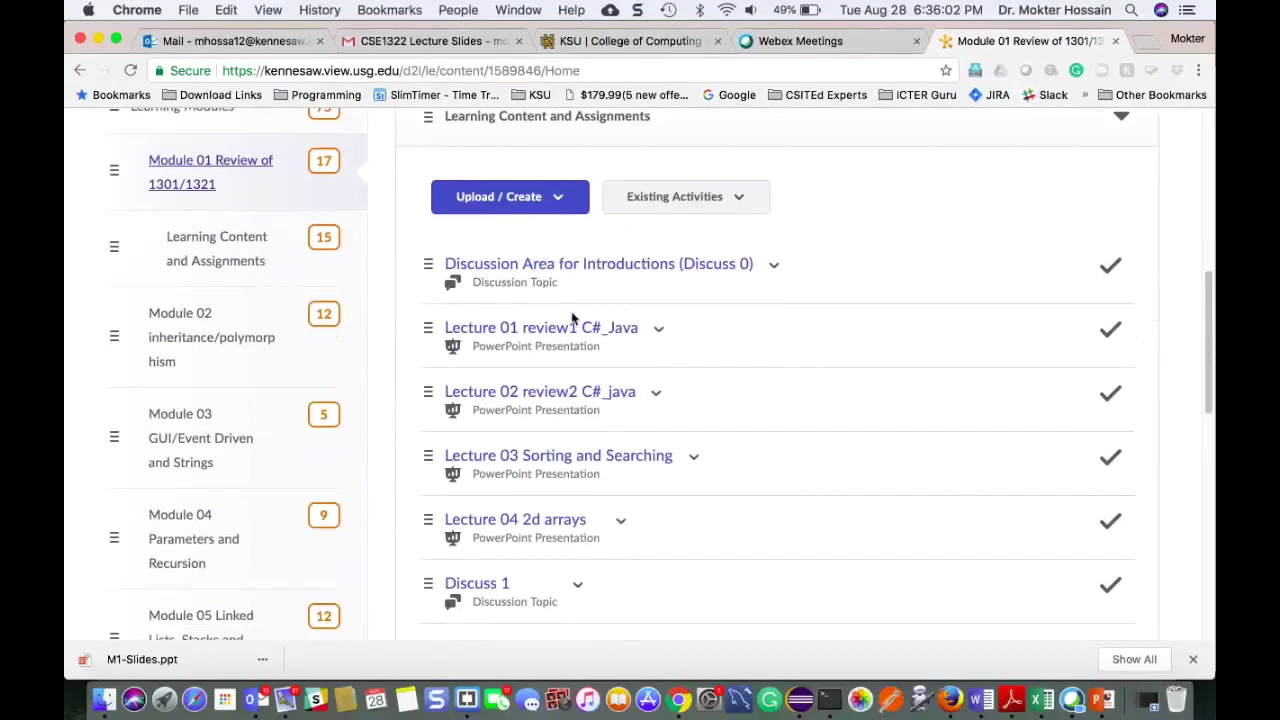 Chrome File Edit View History Bookmarks People Window Help 49% Tue Aug 28 6:36:02 PM Dr. Mokter Hossain
Mail - mhossa12@kennesaw. CSE1322 Lecture Slides - mo KSU | College of Computing Webex Meetings Module 01 Review of 1301/13 Mokter
Secure https://kennesaw.view.usg.edu/d2l/le/content/1589846/Home
Bookmarks Download Links Programming SlimTimer - Time Tr... KSU $179.99(5 new offe... Google CSITEd Experts ICTER Guru JIRA Slack » Other Bookmarks
Learning Modules
Learning Content and Assignments
Module 01 Review of
1301/1321
17
Upload / Create Existing Activities
Learning Content
and Assignments
15
Discussion Area for Introductions (Discuss 0)
Discussion Topic
Module 02
inheritance/polymorp
hism
12
Lecture 01 review1 C#_Java
PowerPoint Presentation
Lecture 02 review2 C#_java
PowerPoint Presentation
Module 03
GUI/Event Driven
and Strings
5
Lecture 03 Sorting and Searching
PowerPoint Presentation
Module 04
Parameters and
Recursion
9
Lecture 04 2d arrays
PowerPoint Presentation
Discuss 1
Discussion Topic
Module 05 Linked
Lists, Stacks and
12
M1-Slides.ppt
Show All